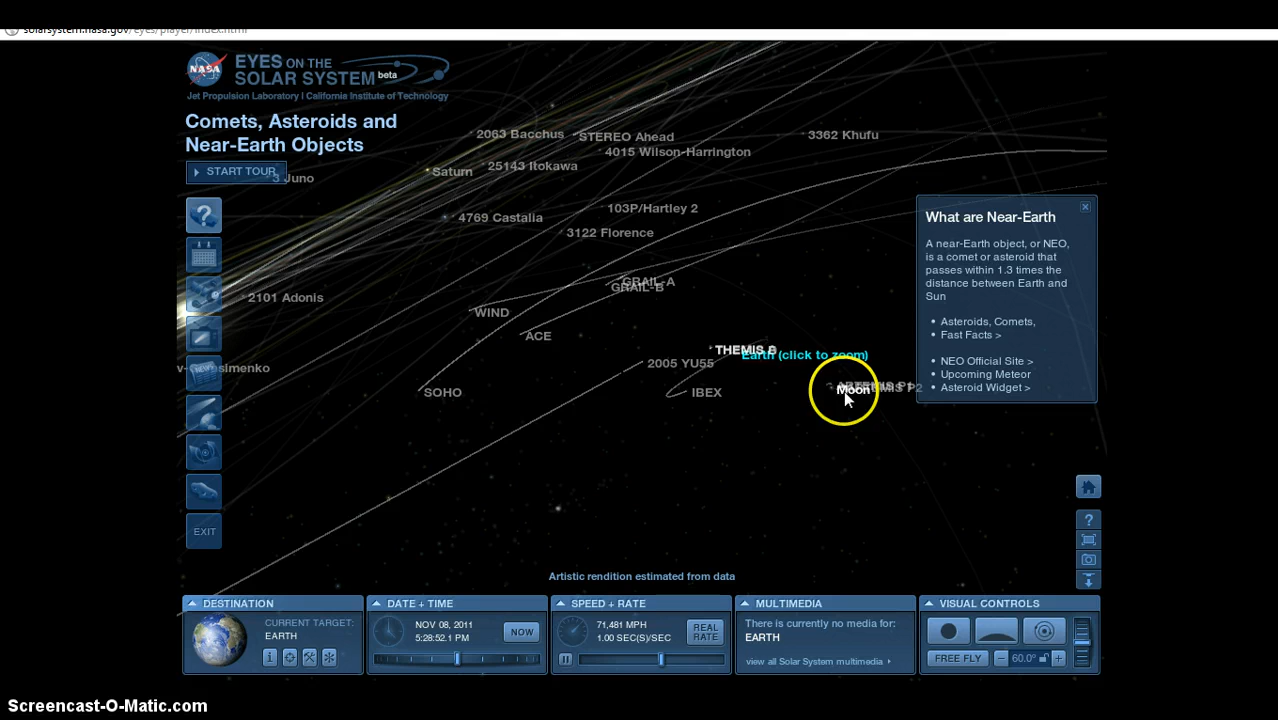 solarsystem.nasa.gov/eyes/player/index.html
NASA
EYES ON THE
SOLAR SYSTEM beta
Jet Propulsion Laboratory | California Institute of Technology
Comets, Asteroids and
Near-Earth Objects
START TOUR
3 Juno
2063 Bacchus
STEREO Ahead
3362 Khufu
4015 Wilson-Harrington
Saturn
25143 Itokawa
4769 Castalia
103P/Hartley 2
3122 Florence
GRAIL-A
GRAIL-B
2101 Adonis
WIND
ACE
THEMIS
Earth (click to zoom)
2005 YU55
SOHO
IBEX
Moon
P2
What are Near-Earth
A near-Earth object, or NEO,
is a comet or asteroid that
passes within 1.3 times the
distance between Earth and
Sun
• Asteroids, Comets,
• Fast Facts >
• NEO Official Site >
• Upcoming Meteor
• Asteroid Widget >
EXIT
?
Artistic rendition estimated from data
DESTINATION
CURRENT TARGET:
EARTH
DATE + TIME
NOV 08, 2011
5:28:52.1 PM
NOW
SPEED + RATE
71,481 MPH
1.00 SEC(S)/SEC
REAL
RATE
MULTIMEDIA
There is currently no media for:
EARTH
view all Solar System multimedia
VISUAL CONTROLS
FREE FLY
60.0°
Screencast-O-Matic.com